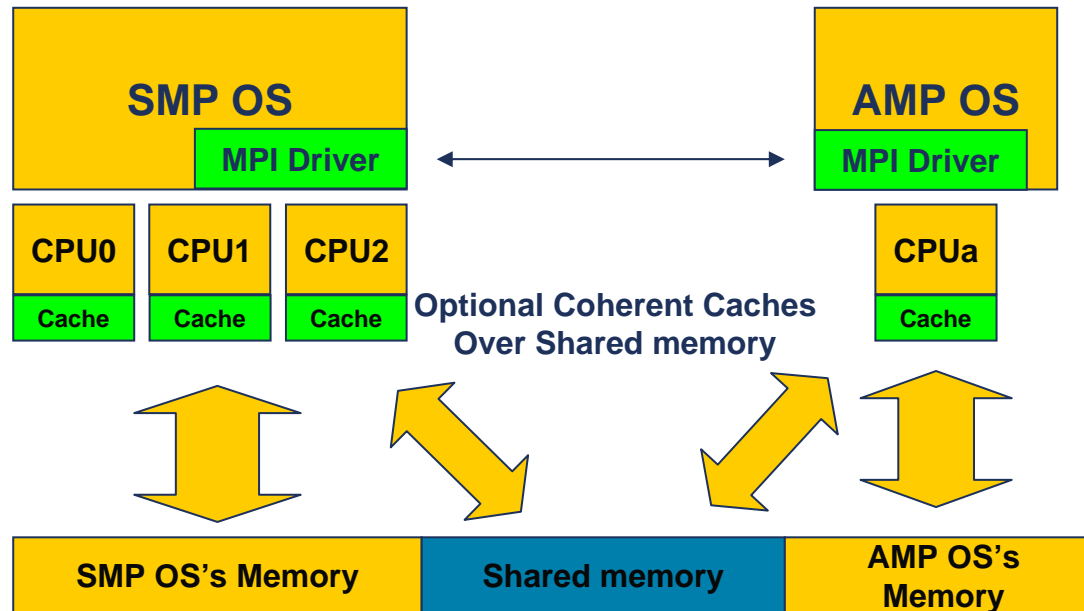 SMP OS
MPI Driver
AMP OS
MPI Driver
CPU0
CPU1
CPU2
CPUa
Cache
Cache
Cache
Cache
Optional Coherent Caches
Over Shared memory
SMP OS's Memory
Shared memory
AMP OS's
Memory